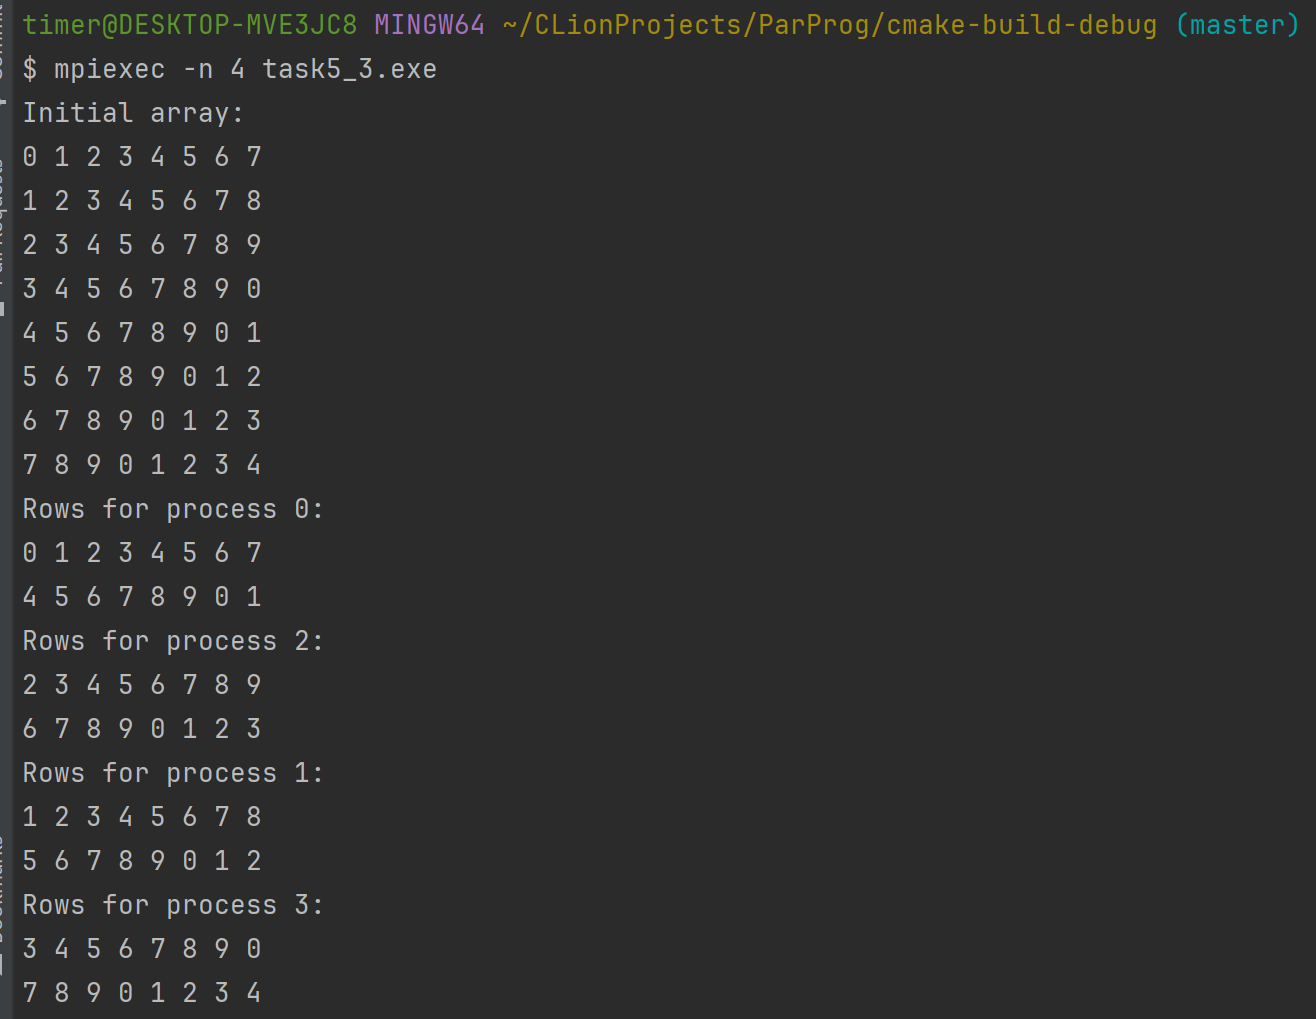 timer@DESKTOP-MVE3JC8 MINGW64 ~/CLionProjects/ParProg/cmake-build-debug (master)
$ mpiexec -n 4 task5_3.exe
Initial array:
0 1 2 3 4 5 6 7
1 2 3 4 5 6 7 8
2 3 4 5 6 7 8 9
3 4 5 6 7 8 9 0
4 5 6 7 8 9 0 1
5 6 7 8 9 0 1 2
6 7 8 9 0 1 2 3
7 8 9 0 1 2 3 4
Rows for process 0:
0 1 2 3 4 5 6 7
4 5 6 7 8 9 0 1
Rows for process 2:
2 3 4 5 6 7 8 9
6 7 8 9 0 1 2 3
Rows for process 1:
1 2 3 4 5 6 7 8
5 6 7 8 9 0 1 2
Rows for process 3:
3 4 5 6 7 8 9 0
7 8 9 0 1 2 3 4